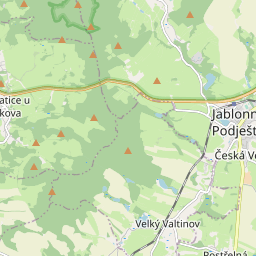 atice u
kova
Jablonn
Podješt
Česká V
Velký Valtinov
Postřelná